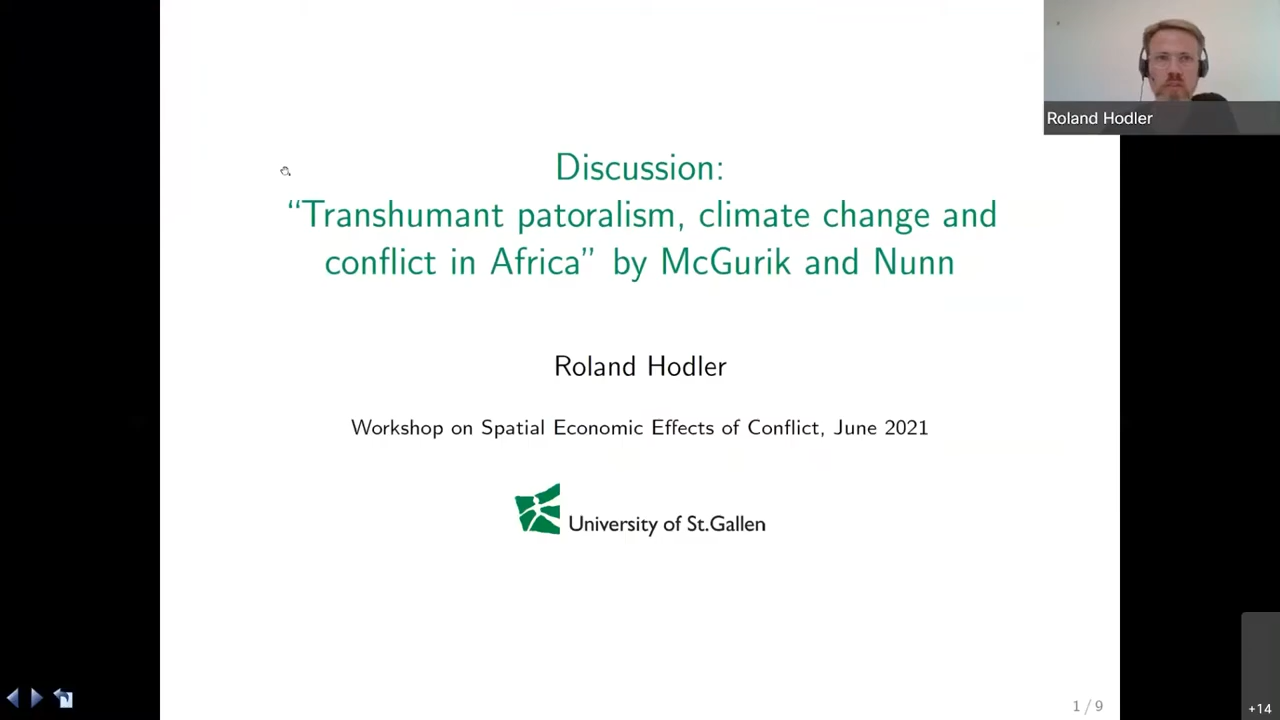 Roland Hodler
Discussion:
“Transhumant patoralism, climate change and
conflict in Africa” by McGurik and Nunn
Roland Hodler
Workshop on Spatial Economic Effects of Conflict, June 2021
University of St.Gallen
1 / 9
+14